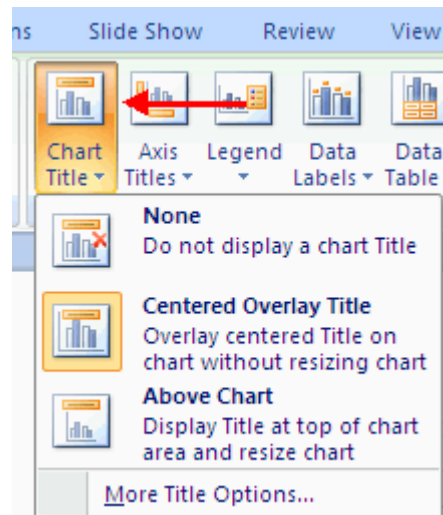 ns Slide Show Review View
Chart Axis Legend Data Data
Title Titles Labels Table
None
Do not display a chart Title
Centered Overlay Title
Overlay centered Title on
chart without resizing chart
Above Chart
Display Title at top of chart
area and resize chart
More Title Options...